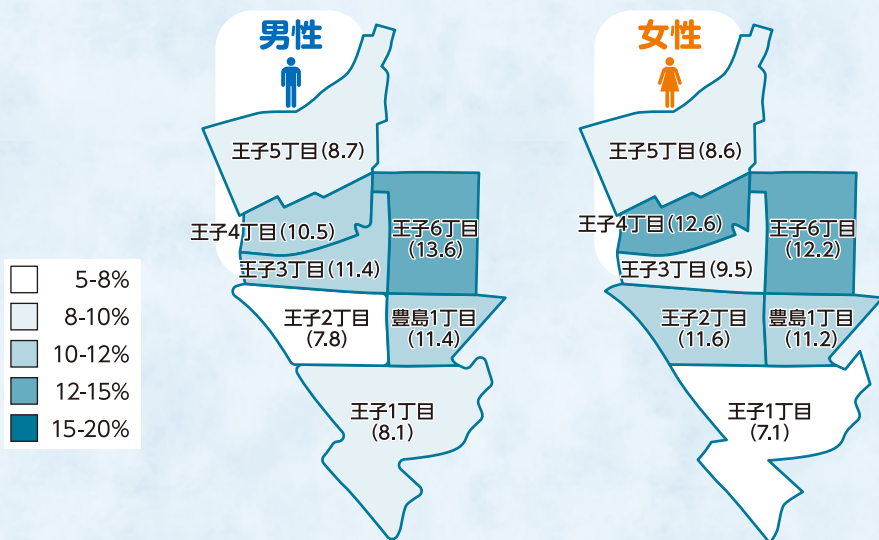 男性
王子5丁目(8.7)
王子4丁目(10.5)
王子6丁目
(13.6)
王子3丁目(11.4)
王子2丁目
(7.8)
豊島1丁目
(11.4)
王子1丁目
(8.1)
女性
王子5丁目(8.6)
王子4丁目(12.6)
王子6丁目
(12.2)
王子3丁目(9.5)
王子2丁目
(11.6)
豊島1丁目
(11.2)
王子1丁目
(7.1)
5-8%
8-10%
10-12%
12-15%
15-20%